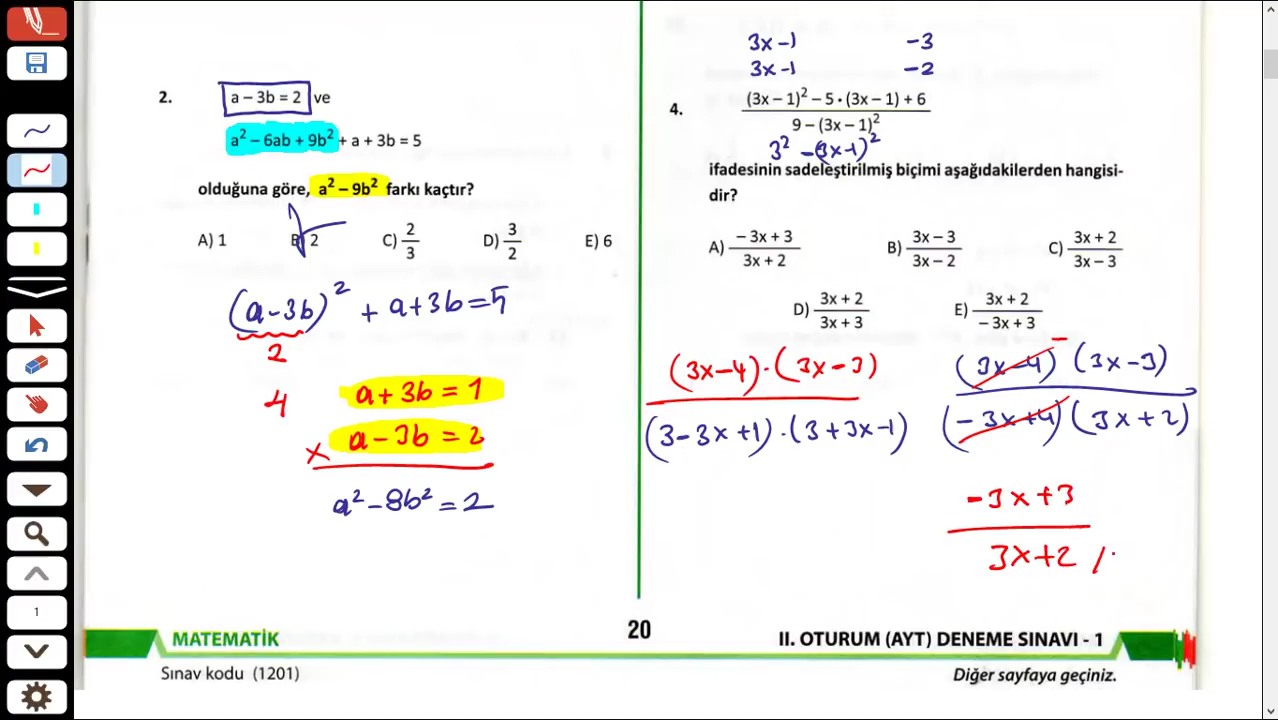 2.
a – 3b = 2 ve
a² – 6ab + 9b² + a + 3b = 5
olduğuna göre, a² – 9b² farkı kaçtır?
A) 1 B) 2 C) 2/3 D) 3/2 E) 6
(a-3b)² + a+3b=5
2
4
a+3b = 1
x a-3b = 2
a²-8b² = 2
3x-1 -3
3x-1 -2
4.
(3x – 1)² – 5 • (3x – 1) + 6
9 – (3x – 1)²
3² -(3x-1)²
ifadesinin sadeleştirilmiş biçimi aşağıdakilerden hangisi-
dir?
A) – 3x + 3 / 3x + 2 B) 3x – 3 / 3x – 2 C) 3x + 2 / 3x – 3
D) 3x + 2 / 3x + 3 E) 3x + 2 / – 3x + 3
(3x-4)·(3x-3)
(3-3x+1)·(3+3x-1)
- (3x-4) (3x-3)
(-3x+4) (3x+2)
-3x+3
3x+2 /
1
MATEMATİK 20 II. OTURUM (AYT) DENEME SINAVI - 1
Sınav kodu (1201) Diğer sayfaya geçiniz.